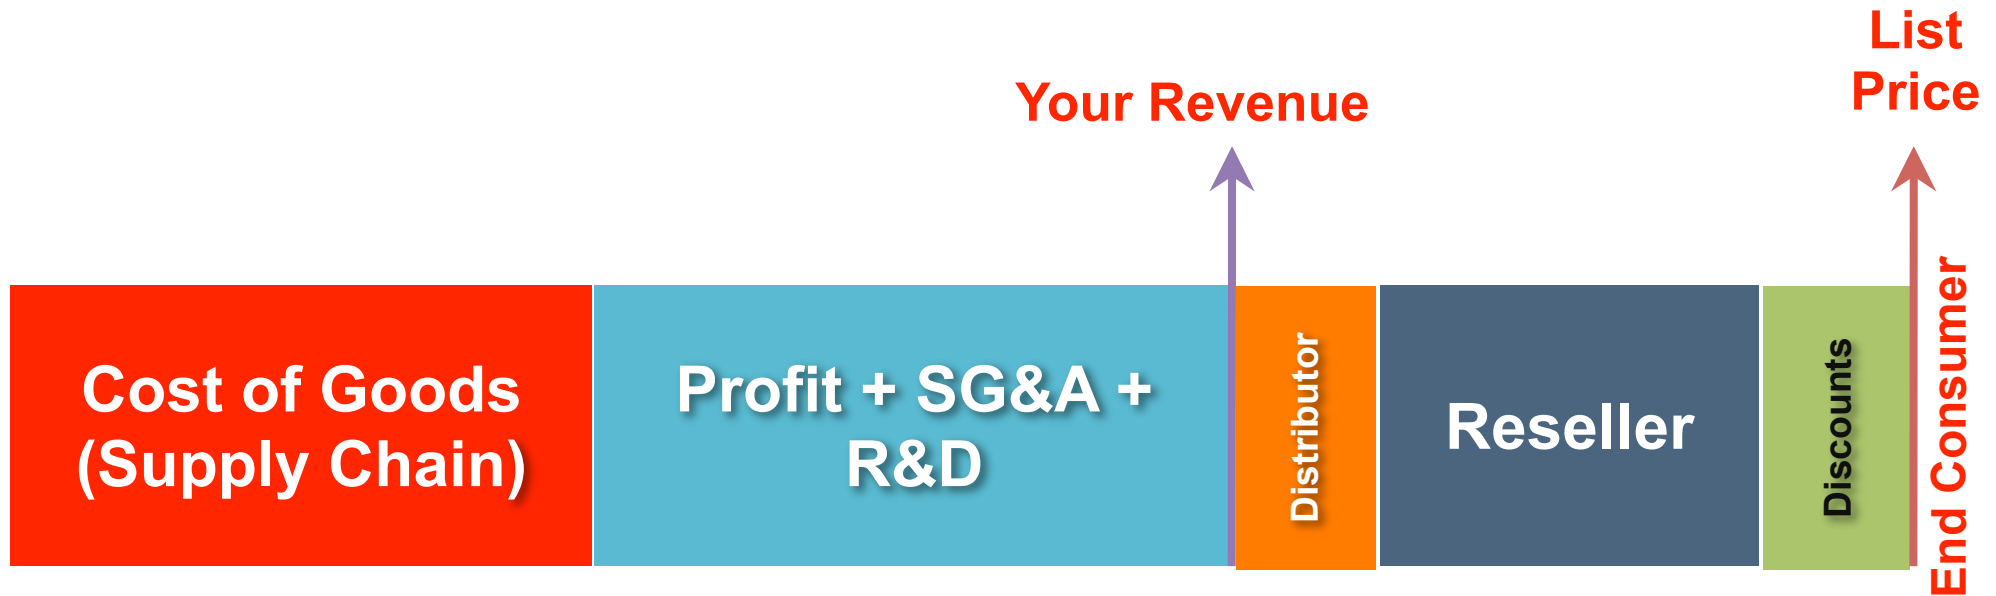 List
Price
Your Revenue
Cost of Goods
(Supply Chain)
Profit + SG&A +
R&D
Distributor
Reseller
Discounts
End Consumer